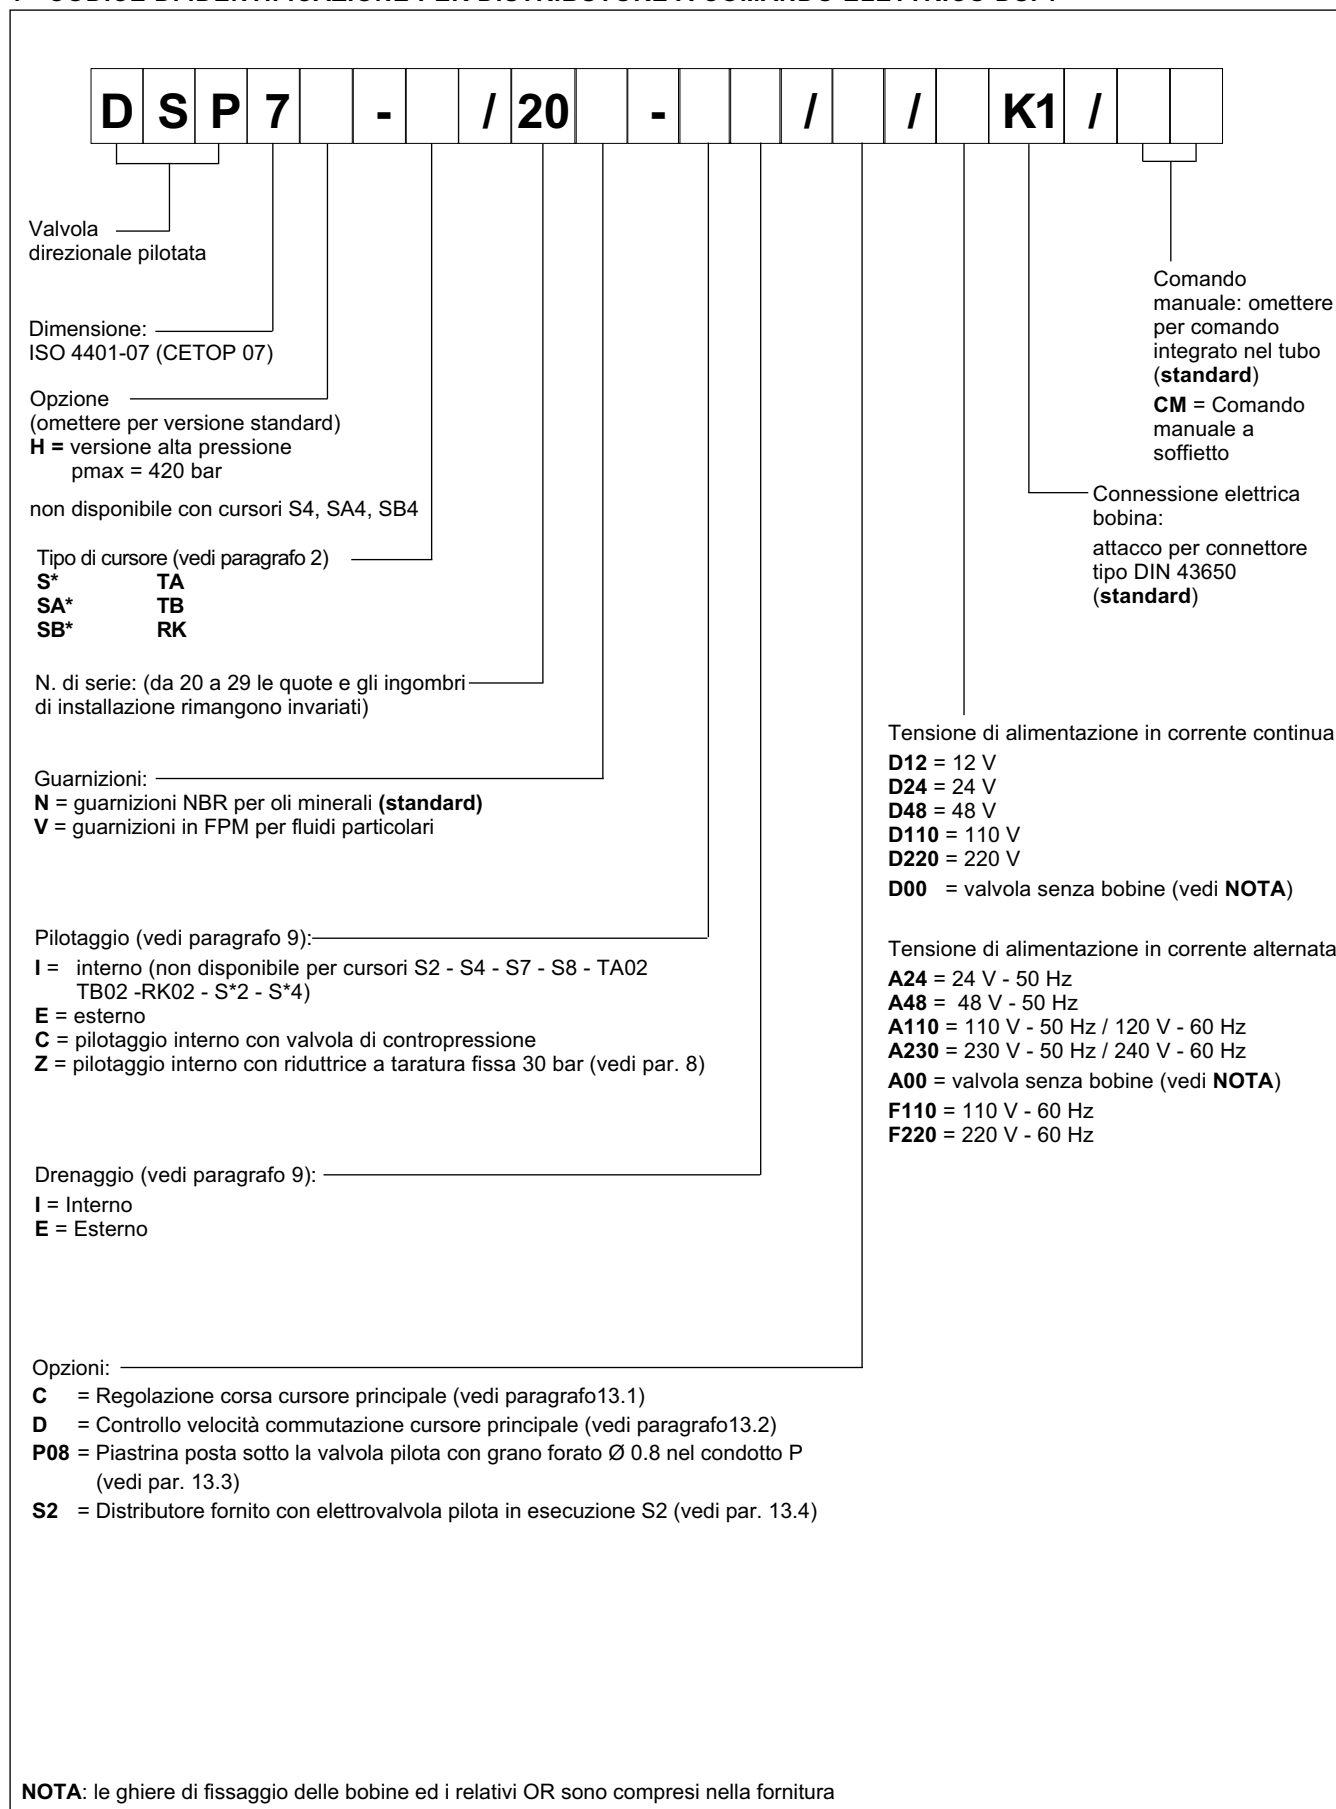 D S P 7 - / 20 - / / K1 /
Valvola
direzionale pilotata
Dimensione:
ISO 4401-07 (CETOP 07)
Opzione
(omettere per versione standard)
H = versione alta pressione
pmax = 420 bar
non disponibile con cursori S4, SA4, SB4
Tipo di cursore (vedi paragrafo 2)
S* TA
SA* TB
SB* RK
N. di serie: (da 20 a 29 le quote e gli ingombri
di installazione rimangono invariati)
Guarnizioni:
N = guarnizioni NBR per oli minerali (standard)
V = guarnizioni in FPM per fluidi particolari
Pilotaggio (vedi paragrafo 9):
I = interno (non disponibile per cursori S2 - S4 - S7 - S8 - TA02
TB02 -RK02 - S*2 - S*4)
E = esterno
C = pilotaggio interno con valvola di contropressione
Z = pilotaggio interno con riduttrice a taratura fissa 30 bar (vedi par. 8)
Drenaggio (vedi paragrafo 9):
I = Interno
E = Esterno
Opzioni:
C = Regolazione corsa cursore principale (vedi paragrafo13.1)
D = Controllo velocità commutazione cursore principale (vedi paragrafo13.2)
P08 = Piastrina posta sotto la valvola pilota con grano forato Ø 0.8 nel condotto P
(vedi par. 13.3)
S2 = Distributore fornito con elettrovalvola pilota in esecuzione S2 (vedi par. 13.4)
Comando
manuale: omettere
per comando
integrato nel tubo
(standard)
CM = Comando
manuale a
soffietto
Connessione elettrica
bobina:
attacco per connettore
tipo DIN 43650
(standard)
Tensione di alimentazione in corrente continua
D12 = 12 V
D24 = 24 V
D48 = 48 V
D110 = 110 V
D220 = 220 V
D00 = valvola senza bobine (vedi NOTA)
Tensione di alimentazione in corrente alternata
A24 = 24 V - 50 Hz
A48 = 48 V - 50 Hz
A110 = 110 V - 50 Hz / 120 V - 60 Hz
A230 = 230 V - 50 Hz / 240 V - 60 Hz
A00 = valvola senza bobine (vedi NOTA)
F110 = 110 V - 60 Hz
F220 = 220 V - 60 Hz
NOTA: le ghiere di fissaggio delle bobine ed i relativi OR sono compresi nella fornitura